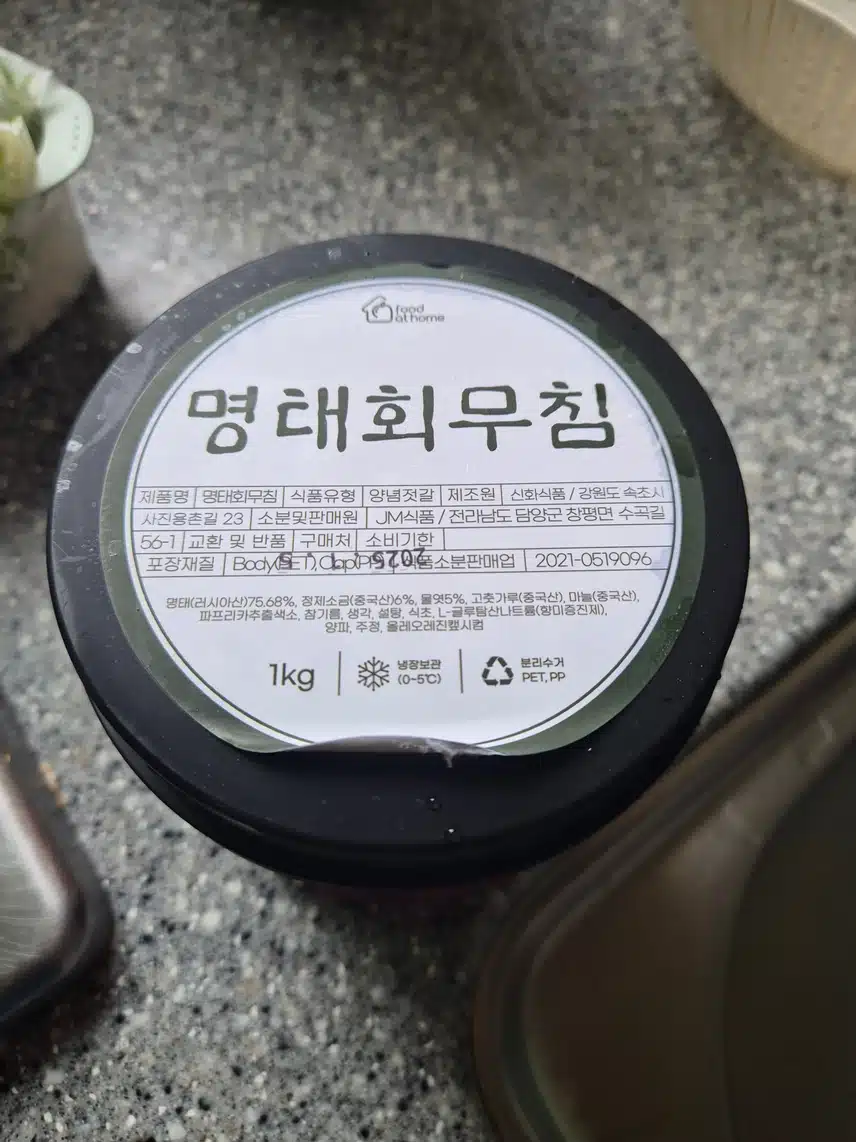 food
at home
명태회무침
제품명 명태회무침 식품유형 양념젓갈 제조원 신화식품 / 강원도 속초시
사진용촌길 23 소분및판매원 JM식품 / 전라남도 담양군 창평면 수곡길
56-1 교환 및 반품 구매처 소비기한
포장재질 Body(PET), Cap(PP) 식품소분판매업 2021-0519096
명태(러시아산)75.68%, 정제소금(중국산)6%, 물엿5%, 고춧가루(중국산), 마늘(중국산),
파프리카추출색소, 참기름, 생강, 설탕, 식초, L-글루탐산나트륨(향미증진제),
양파, 주정, 올레오레진캪시컴
1kg 냉장보관 분리수거
(0~5℃) PET, PP